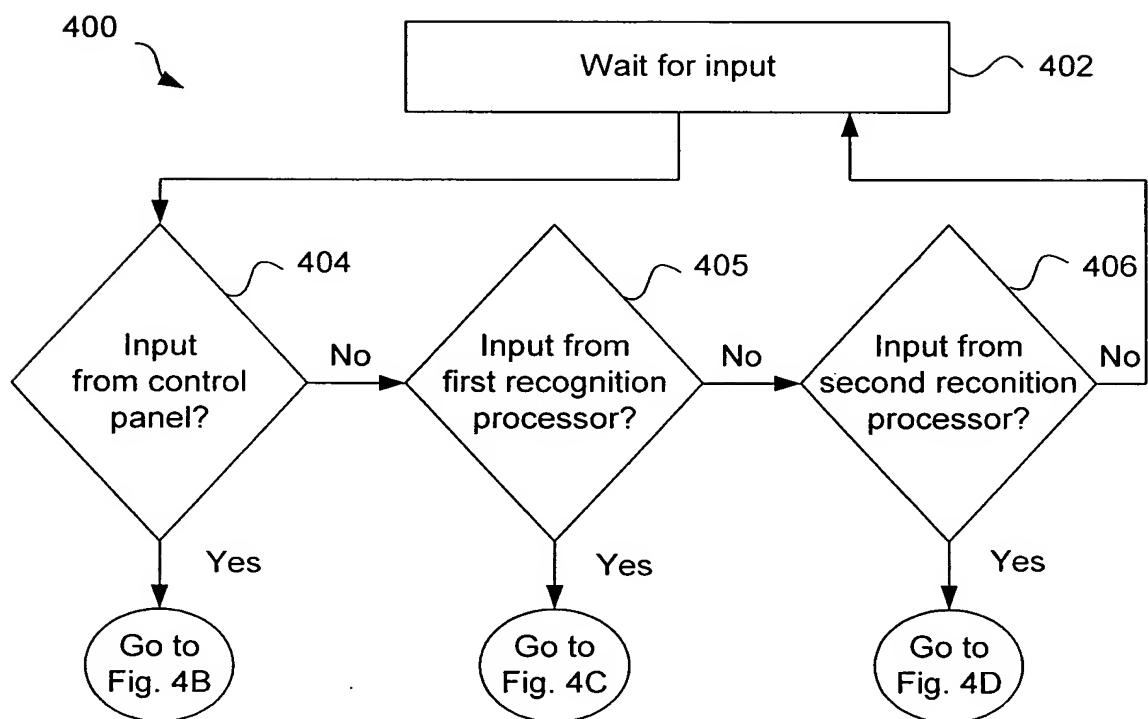 400
Wait for input
402
404
Input
from control
panel?
No
405
Input from
first recognition
processor?
No
406
Input from
second reconition
processor?
No
Yes
Yes
Yes
Go to
Fig. 4B
Go to
Fig. 4C
Go to
Fig. 4D